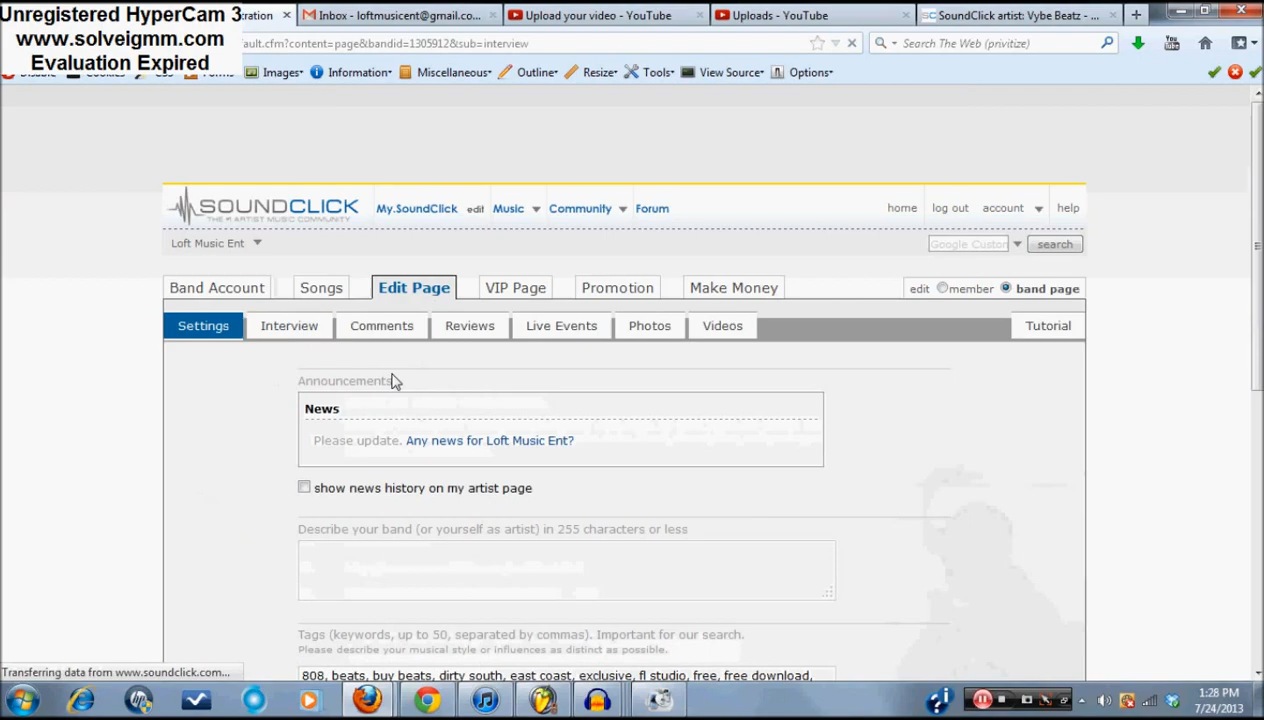 Unregistered HyperCam 3
www.solveigmm.com
Evaluation Expired
tration
Inbox - loftmusicent@gmail.co...
Upload your video - YouTube
Uploads - YouTube
SoundClick artist: Vybe Beatz - ...
ault.cfm?content=page&bandid=1305912&sub=interview
Search The Web (privitize)
Images
Information
Miscellaneous
Outline
Resize
Tools
View Source
Options
SOUNDCLICK
THE #1 ARTIST MUSIC COMMUNITY
My.SoundClick edit Music Community Forum
home log out account help
Loft Music Ent
Google Custom
search
Band Account Songs Edit Page VIP Page Promotion Make Money
edit member band page
Settings Interview Comments Reviews Live Events Photos Videos Tutorial
Announcements
News
Please update. Any news for Loft Music Ent?
show news history on my artist page
Describe your band (or yourself as artist) in 255 characters or less
Tags (keywords, up to 50, separated by commas). Important for our search.
Please describe your musical style or influences as distinct as possible.
808, beats, buy beats, dirty south, east coast, exclusive, fl studio, free, free download,
Transferring data from www.soundclick.com...
1:28 PM
7/24/2013